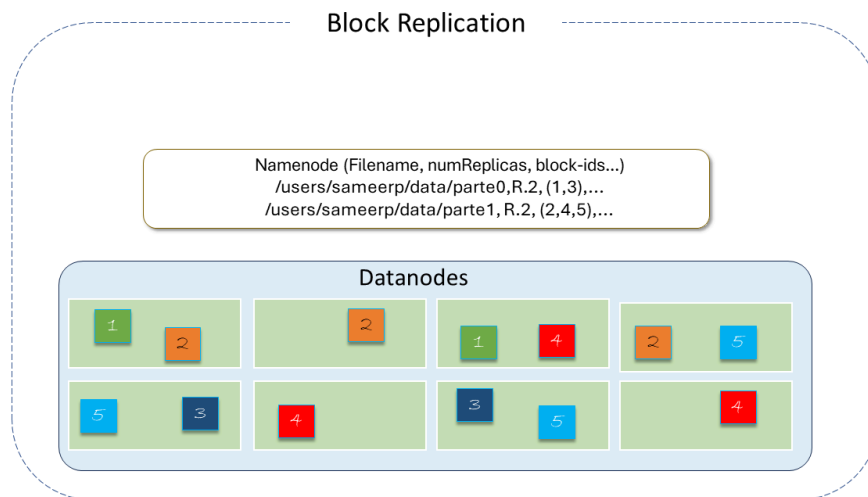 Block Replication
Namenode (Filename, numReplicas, block-ids...)
/users/sameerp/data/parte0,R.2, (1,3),...
/users/sameerp/data/parte1, R.2, (2,4,5),...
Datanodes
1
2
2
1
4
2
5
5
3
4
3
5
4